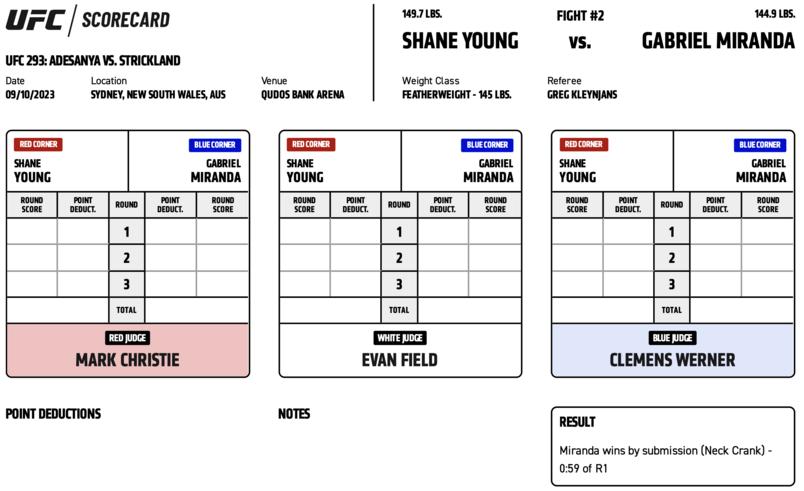 UFC / SCORECARD
149.7 LBS. FIGHT #2 144.9 LBS.
SHANE YOUNG vs. GABRIEL MIRANDA
UFC 293: ADESANYA VS. STRICKLAND
Date Location Venue Weight Class Referee
09/10/2023 SYDNEY, NEW SOUTH WALES, AUS QUDOS BANK ARENA FEATHERWEIGHT - 145 LBS. GREG KLEYNJANS
RED CORNER BLUE CORNER
SHANE GABRIEL
YOUNG MIRANDA
ROUND POINT ROUND POINT ROUND
SCORE DEDUCT. DEDUCT. SCORE
1
2
3
TOTAL
RED JUDGE
MARK CHRISTIE
RED CORNER BLUE CORNER
SHANE GABRIEL
YOUNG MIRANDA
ROUND POINT ROUND POINT ROUND
SCORE DEDUCT. DEDUCT. SCORE
1
2
3
TOTAL
WHITE JUDGE
EVAN FIELD
RED CORNER BLUE CORNER
SHANE GABRIEL
YOUNG MIRANDA
ROUND POINT ROUND POINT ROUND
SCORE DEDUCT. DEDUCT. SCORE
1
2
3
TOTAL
BLUE JUDGE
CLEMENS WERNER
POINT DEDUCTIONS
NOTES
RESULT
Miranda wins by submission (Neck Crank) -
0:59 of R1